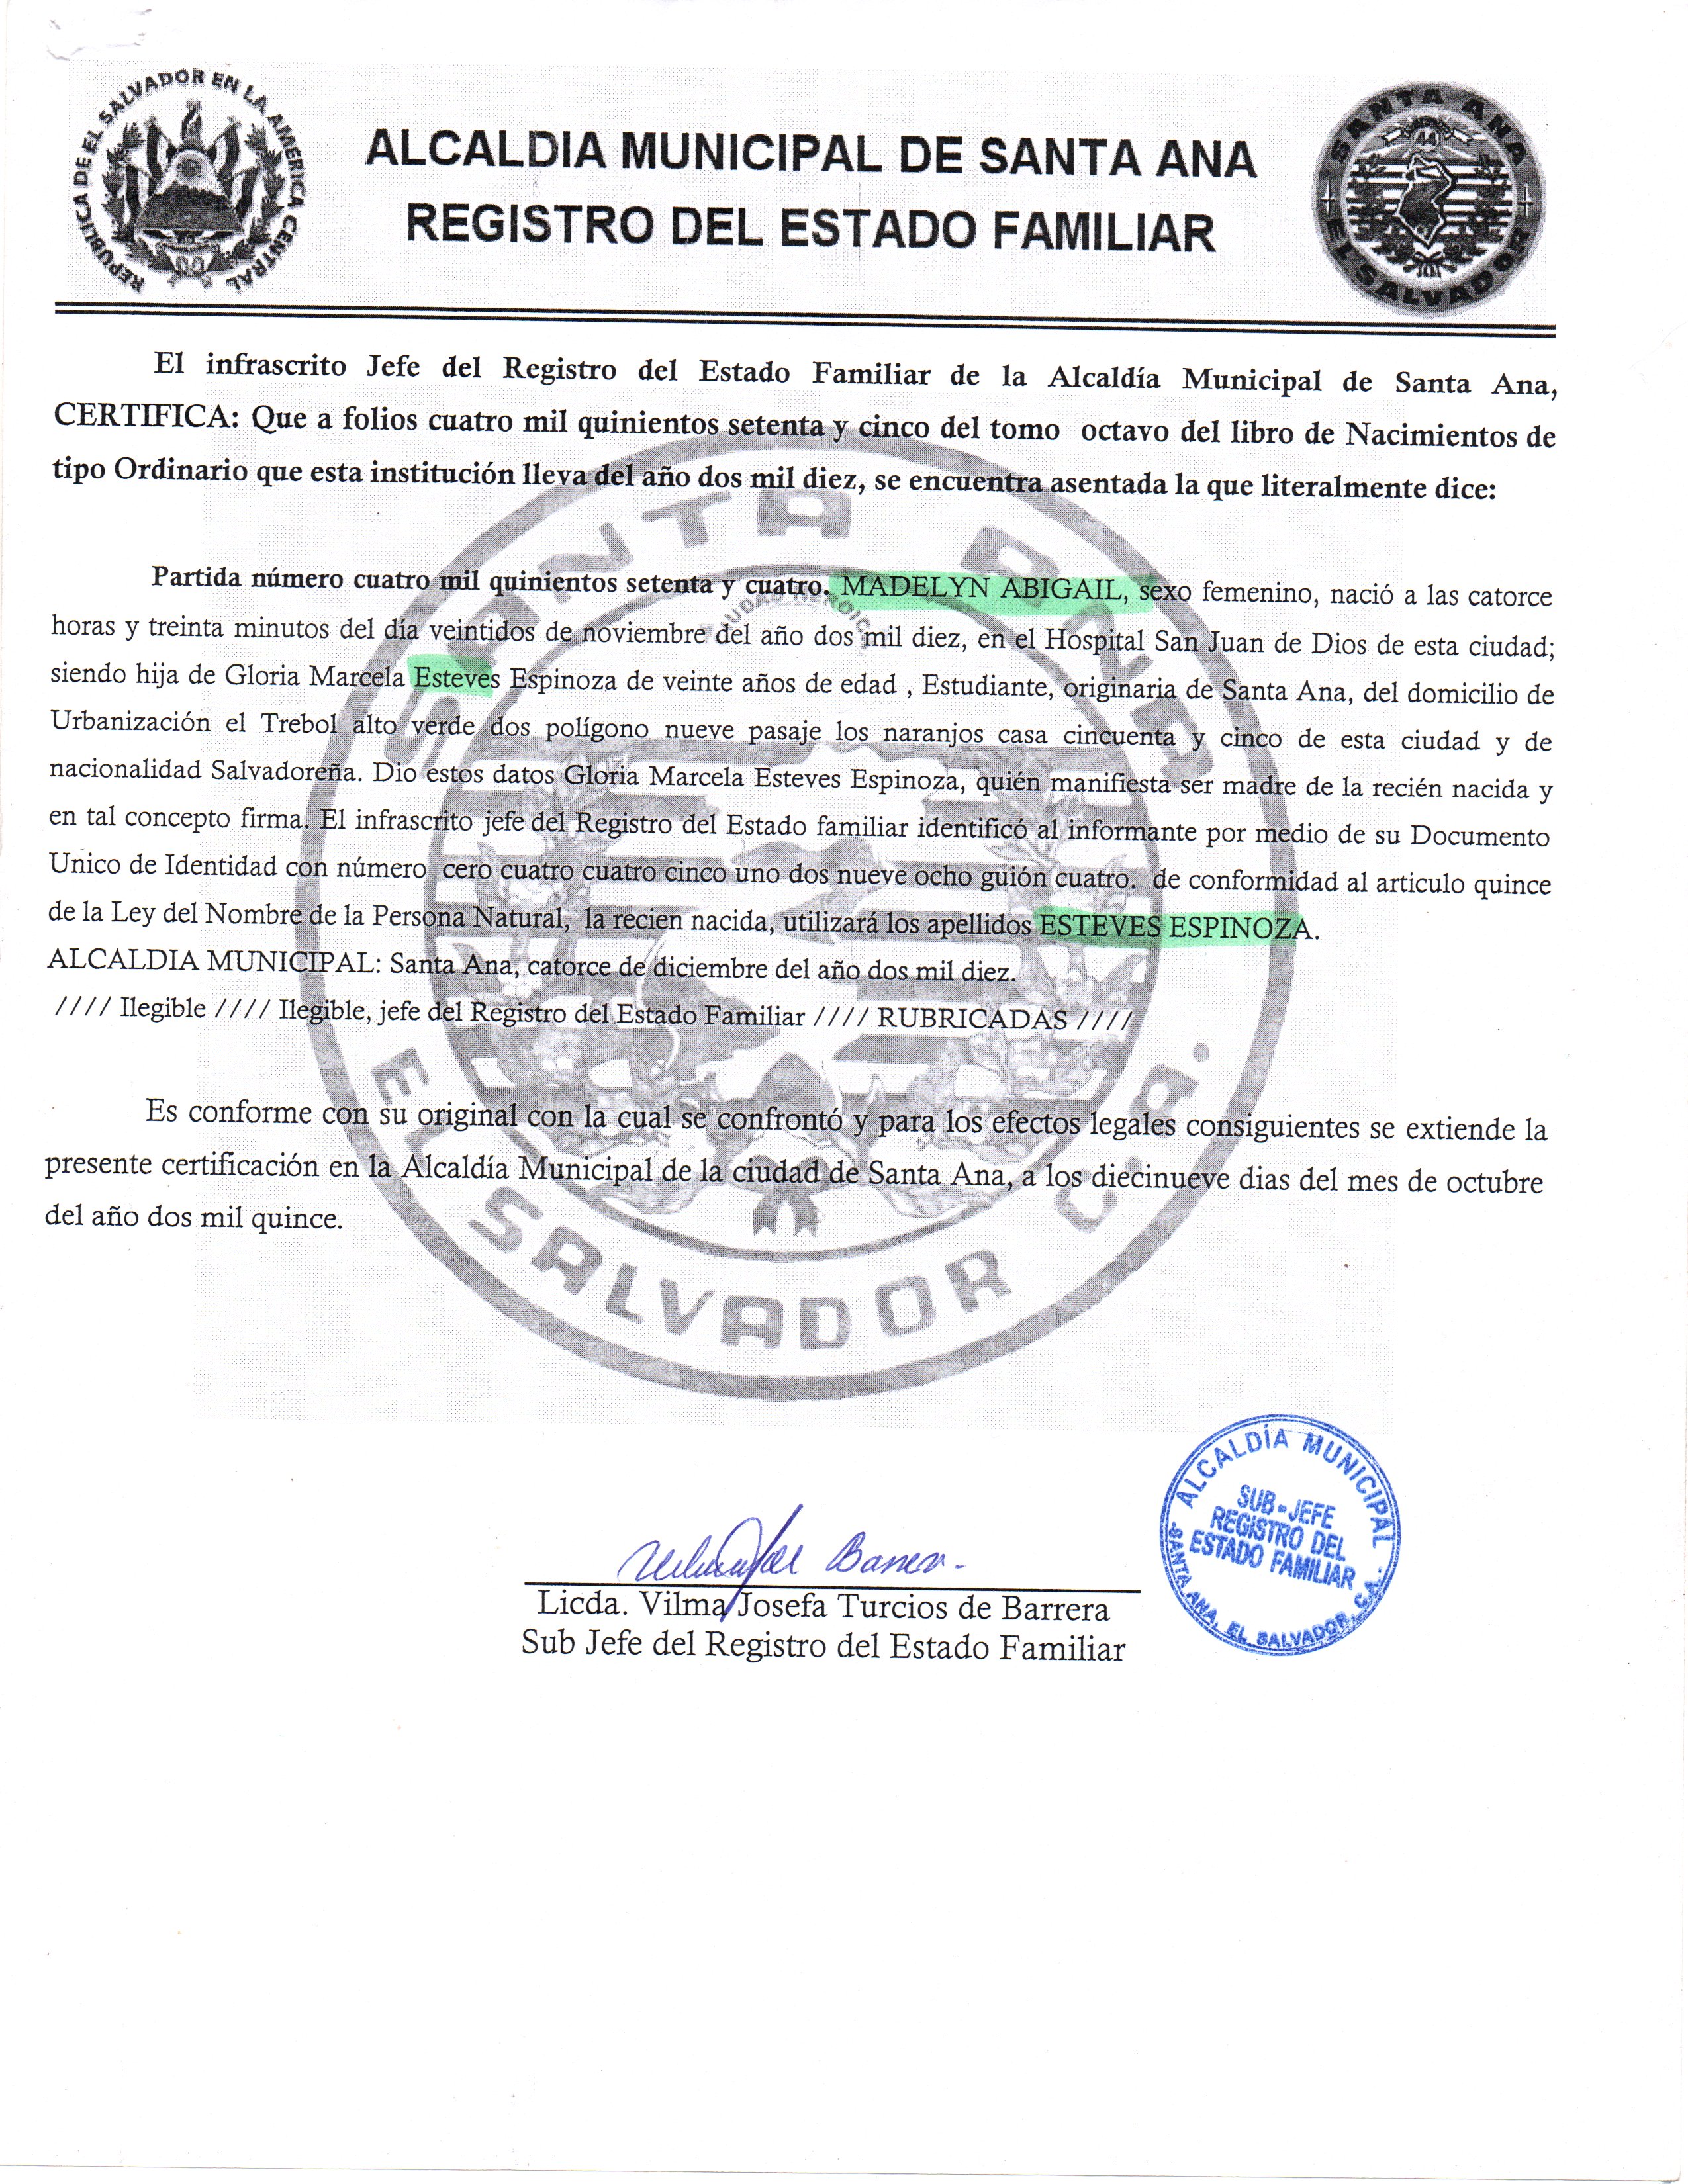 REPUBLICA DE EL SALVADOR EN LA AMERICA CENTRAL
ALCALDIA MUNICIPAL DE SANTA ANA
REGISTRO DEL ESTADO FAMILIAR
SANTA ANA
EL SALVADOR
El infrascrito Jefe del Registro del Estado Familiar de la Alcaldía Municipal de Santa Ana,
CERTIFICA: Que a folios cuatro mil quinientos setenta y cinco del tomo octavo del libro de Nacimientos de
tipo Ordinario que esta institución lleva del año dos mil diez, se encuentra asentada la que literalmente dice:
Partida número cuatro mil quinientos setenta y cuatro. MADELYN ABIGAIL, sexo femenino, nació a las catorce
horas y treinta minutos del día veintidos de noviembre del año dos mil diez, en el Hospital San Juan de Dios de esta ciudad;
siendo hija de Gloria Marcela Esteves Espinoza de veinte años de edad , Estudiante, originaria de Santa Ana, del domicilio de
Urbanización el Trebol alto verde dos polígono nueve pasaje los naranjos casa cincuenta y cinco de esta ciudad y de
nacionalidad Salvadoreña. Dio estos datos Gloria Marcela Esteves Espinoza, quién manifiesta ser madre de la recién nacida y
en tal concepto firma. El infrascrito jefe del Registro del Estado familiar identificó al informante por medio de su Documento
Unico de Identidad con número cero cuatro cuatro cinco uno dos nueve ocho guión cuatro. de conformidad al articulo quince
de la Ley del Nombre de la Persona Natural, la recien nacida, utilizará los apellidos ESTEVES ESPINOZA.
ALCALDIA MUNICIPAL: Santa Ana, catorce de diciembre del año dos mil diez.
//// Ilegible //// Ilegible, jefe del Registro del Estado Familiar //// RUBRICADAS ////
Es conforme con su original con la cual se confrontó y para los efectos legales consiguientes se extiende la
presente certificación en la Alcaldía Municipal de la ciudad de Santa Ana, a los diecinueve dias del mes de octubre
del año dos mil quince.
SANTA ANA
EL SALVADOR C.A.
ALCALDÍA MUNICIPAL
SUB-JEFE
REGISTRO DEL
ESTADO FAMILIAR
SANTA ANA, EL SALVADOR, C.A.
Licda. Vilma Josefa Turcios de Barrera
Sub Jefe del Registro del Estado Familiar